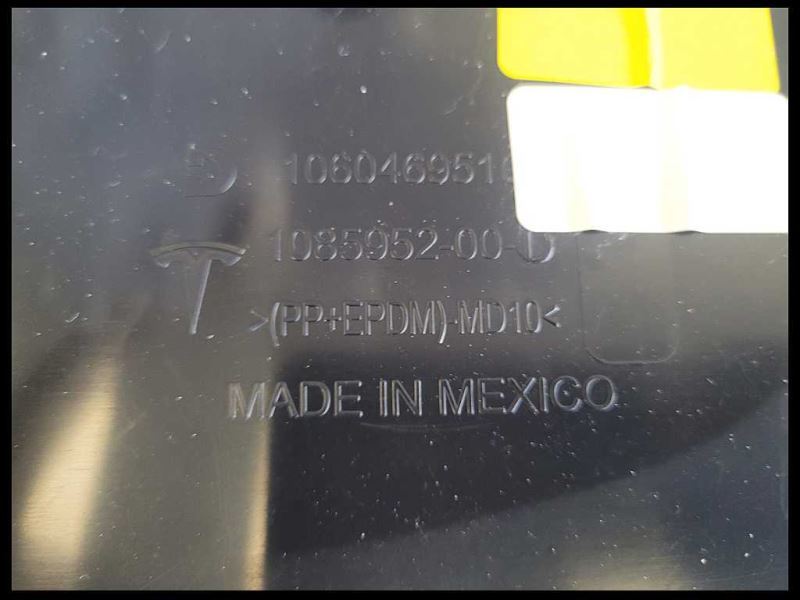 1085952-00-D
>(PP+EPDM)-MD10<
MADE IN MEXICO